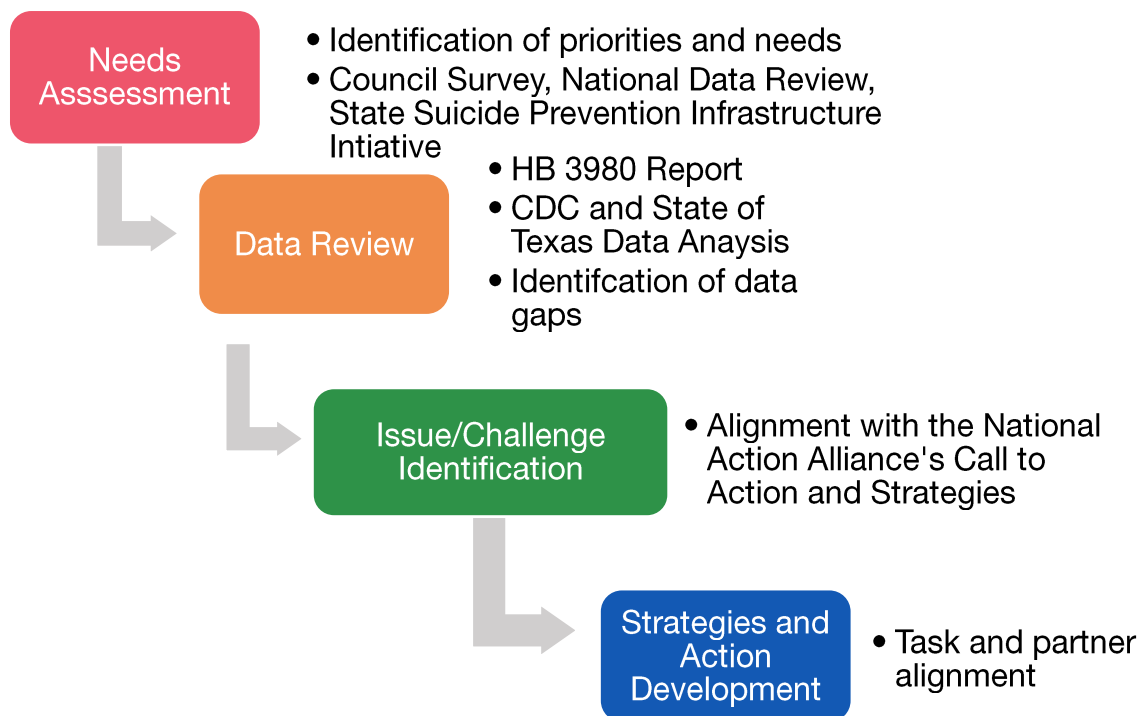 Needs
Asssessment
• Identification of priorities and needs
• Council Survey, National Data Review,
State Suicide Prevention Infrastructure
Intiative
Data Review
• HB 3980 Report
• CDC and State of
Texas Data Anaysis
• Identifcation of data
gaps
Issue/Challenge
Identification
• Alignment with the National
Action Alliance's Call to
Action and Strategies
Strategies and
Action
Development
• Task and partner
alignment